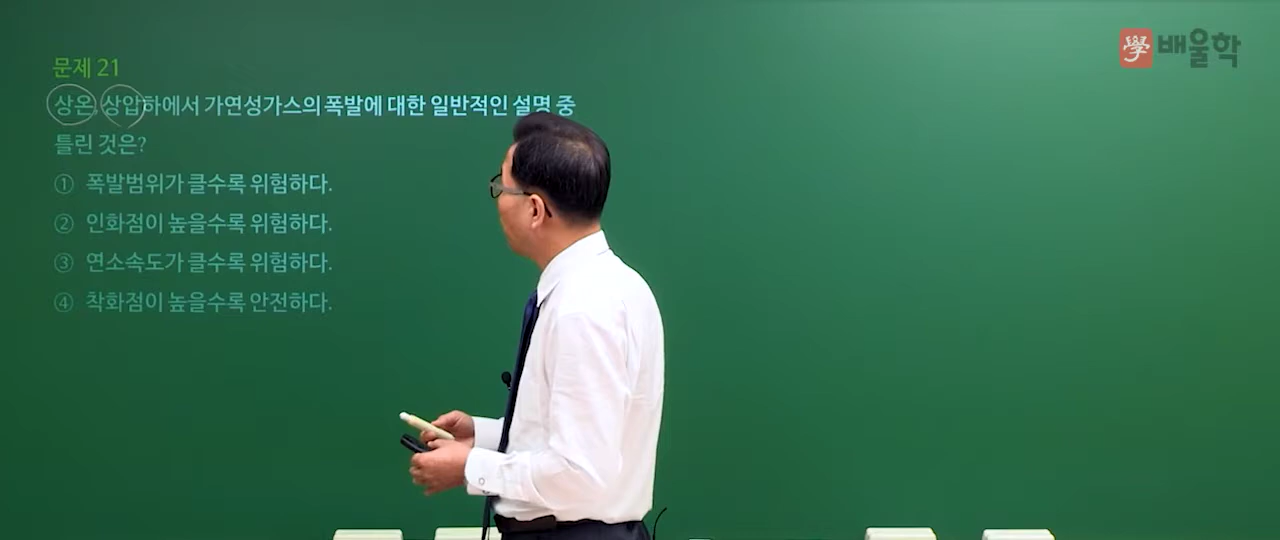 學 배울학
문제 21
상온, 상압하에서 가연성가스의 폭발에 대한 일반적인 설명 중
틀린 것은?
① 폭발범위가 클수록 위험하다.
② 인화점이 높을수록 위험하다.
③ 연소속도가 클수록 위험하다.
④ 착화점이 높을수록 안전하다.